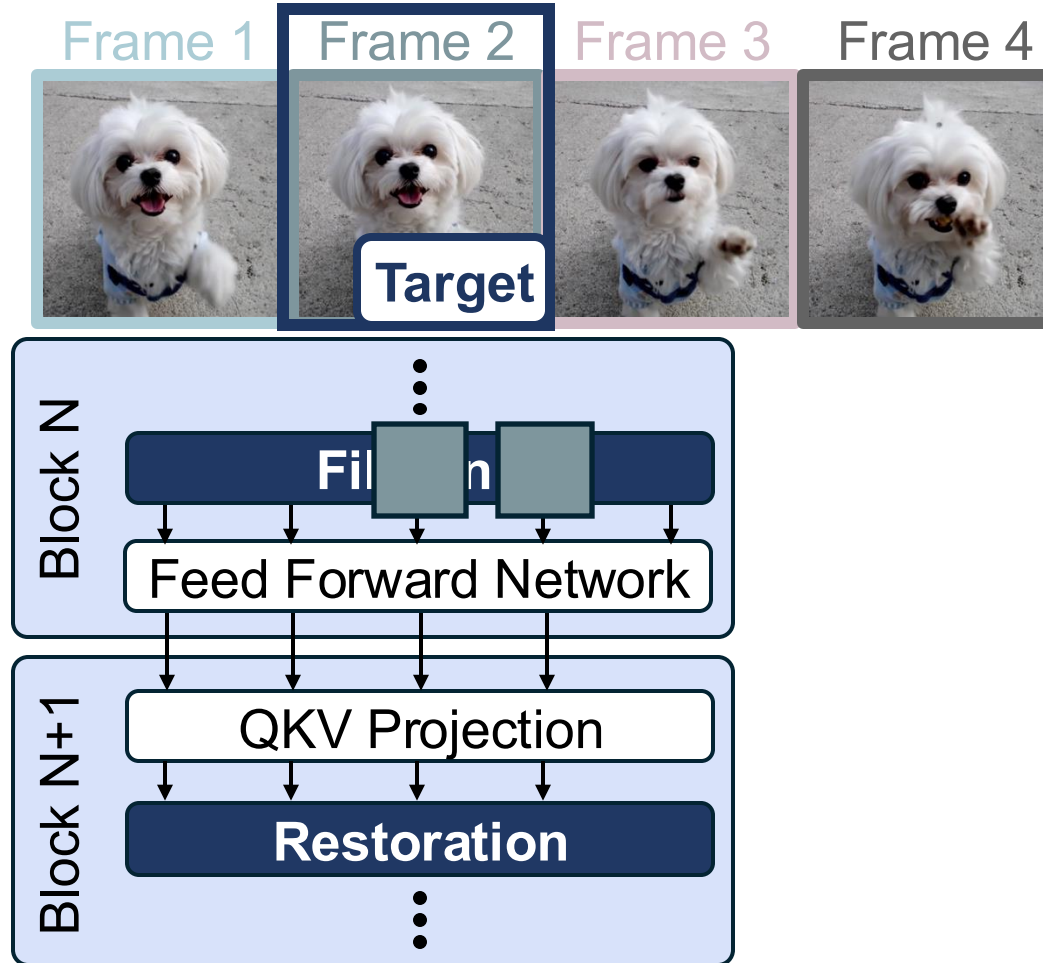 Frame 1
Frame 2
Frame 3
Frame 4
Target
Block N
Feed Forward Network
Block N+1
QKV Projection
Restoration